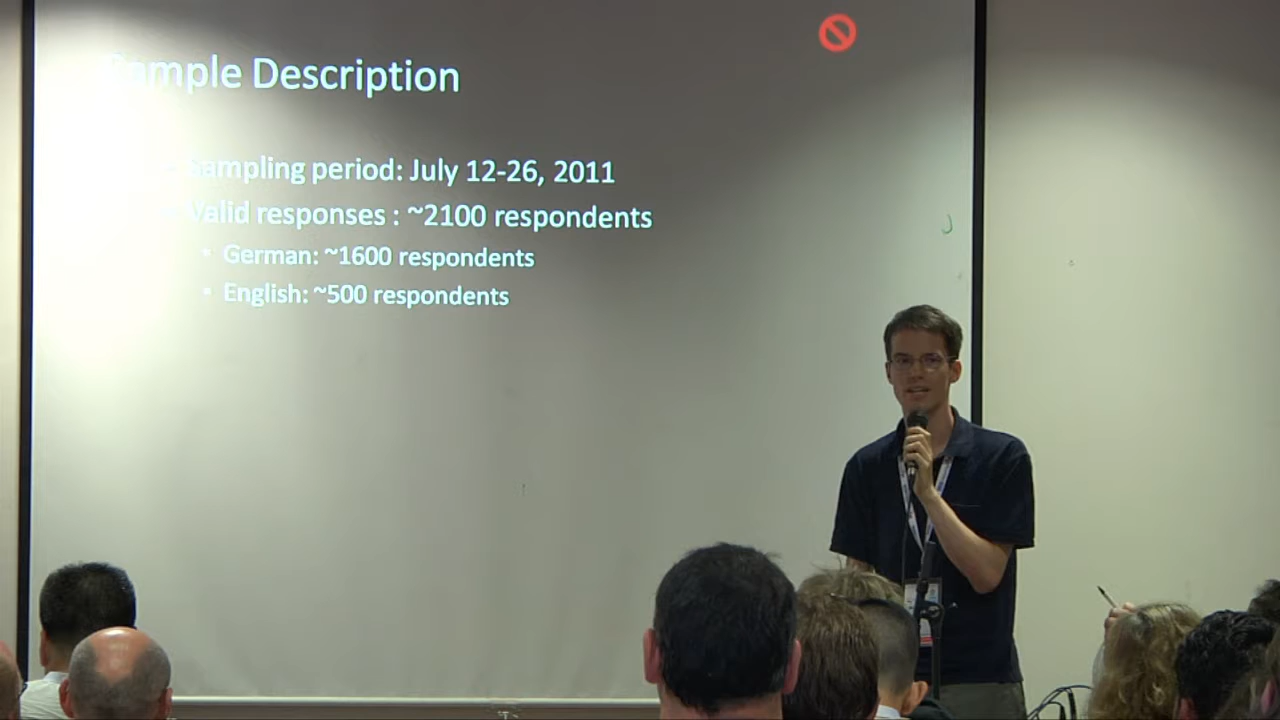 Sample Description
- Sampling period: July 12-26, 2011
- Valid responses : ~2100 respondents
• German: ~1600 respondents
• English: ~500 respondents